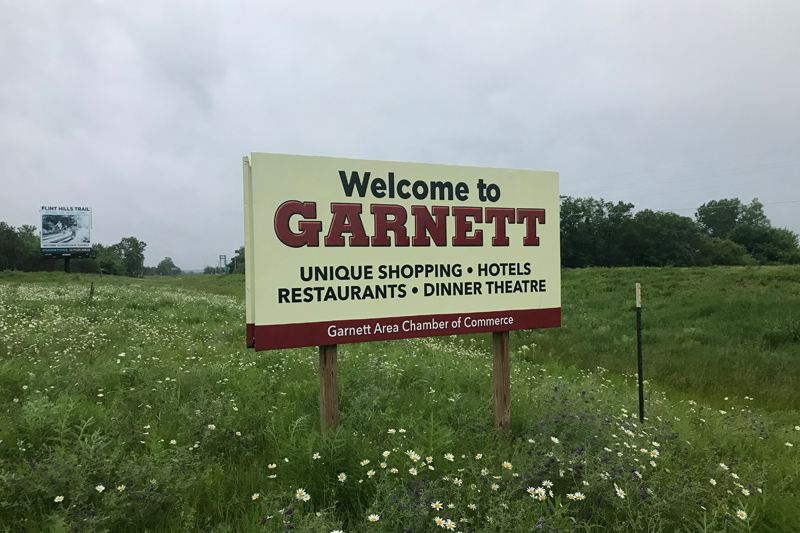 FLINT HILLS TRAIL
Welcome to
GARNETT
UNIQUE SHOPPING • HOTELS
RESTAURANTS • DINNER THEATRE
Garnett Area Chamber of Commerce